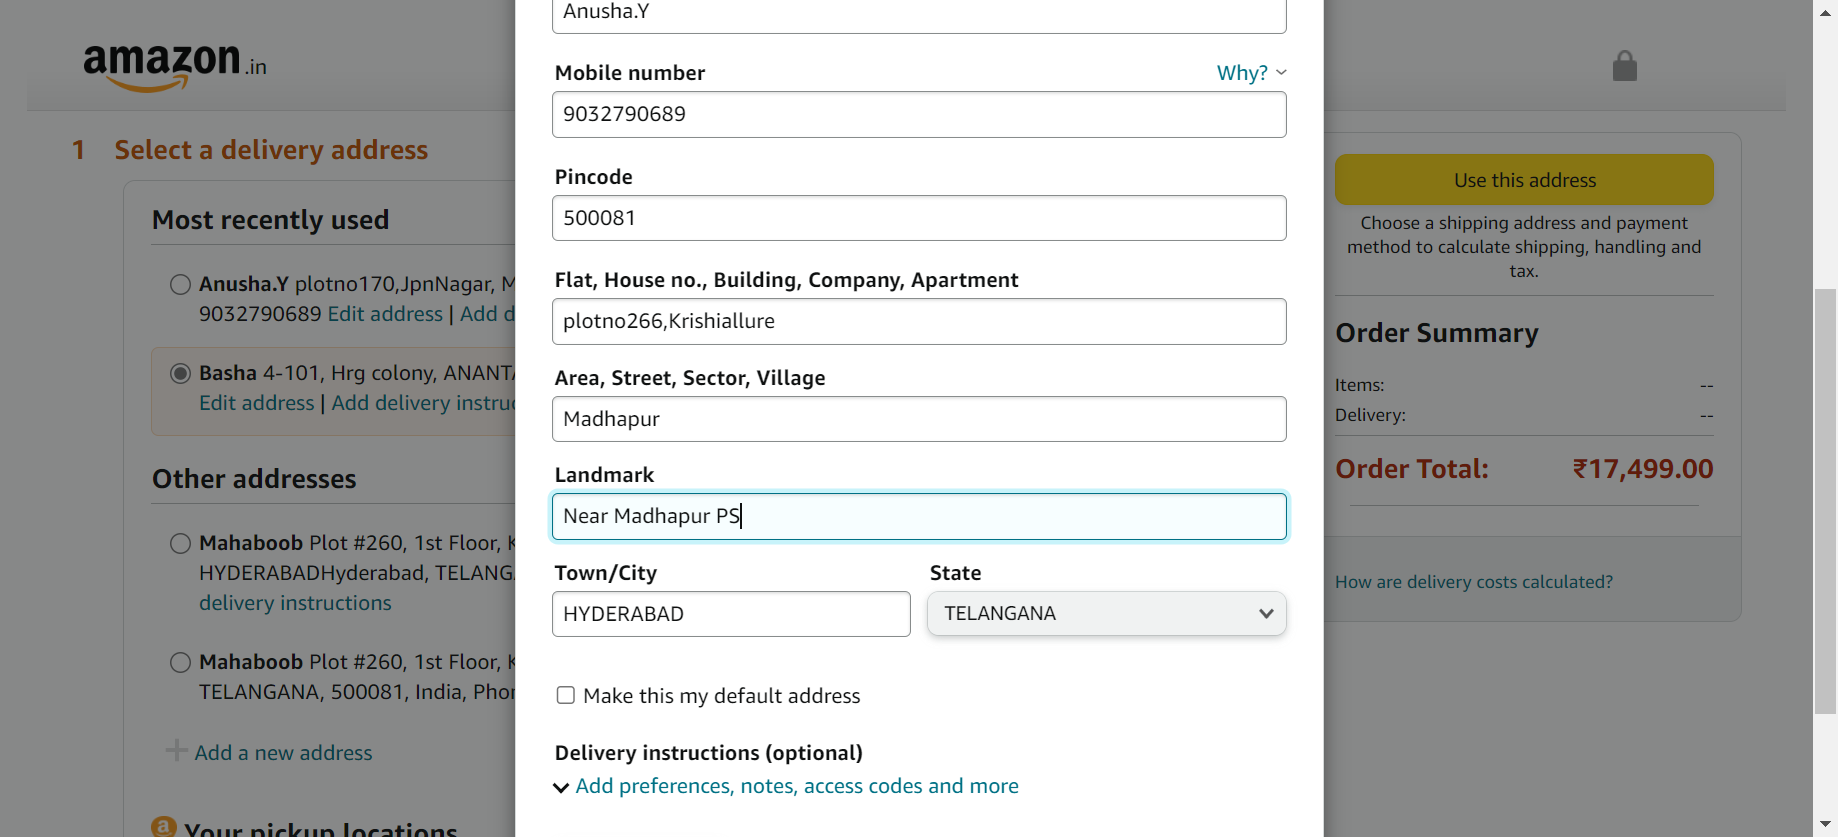 amazon.in
1 Select a delivery address
Most recently used
Anusha.Y plotno170,JpnNagar,
9032790689 Edit address | Add
Basha 4-101, Hrg colony,
Edit address | Add delivery
Other addresses
Mahaboob Plot #260, 1st Floor,
HYDERABADHyderabad,
delivery instructions
Mahaboob Plot #260, 1st Floor,
TELANGANA, 500081, India,
Add a new address
Your pickup locations
Anusha.Y
Mobile number
Why?
9032790689
Pincode
500081
Flat, House no., Building, Company, Apartment
plotno266,Krishiallure
Area, Street, Sector, Village
Madhapur
Landmark
Near Madhapur PS
Town/City
State
HYDERABAD
TELANGANA
Make this my default address
Delivery instructions (optional)
Add preferences, notes, access codes and more
Use this address
Choose a shipping address and payment
method to calculate shipping, handling and
tax.
Order Summary
Items: --
Delivery: --
Order Total: ₹17,499.00
How are delivery costs calculated?